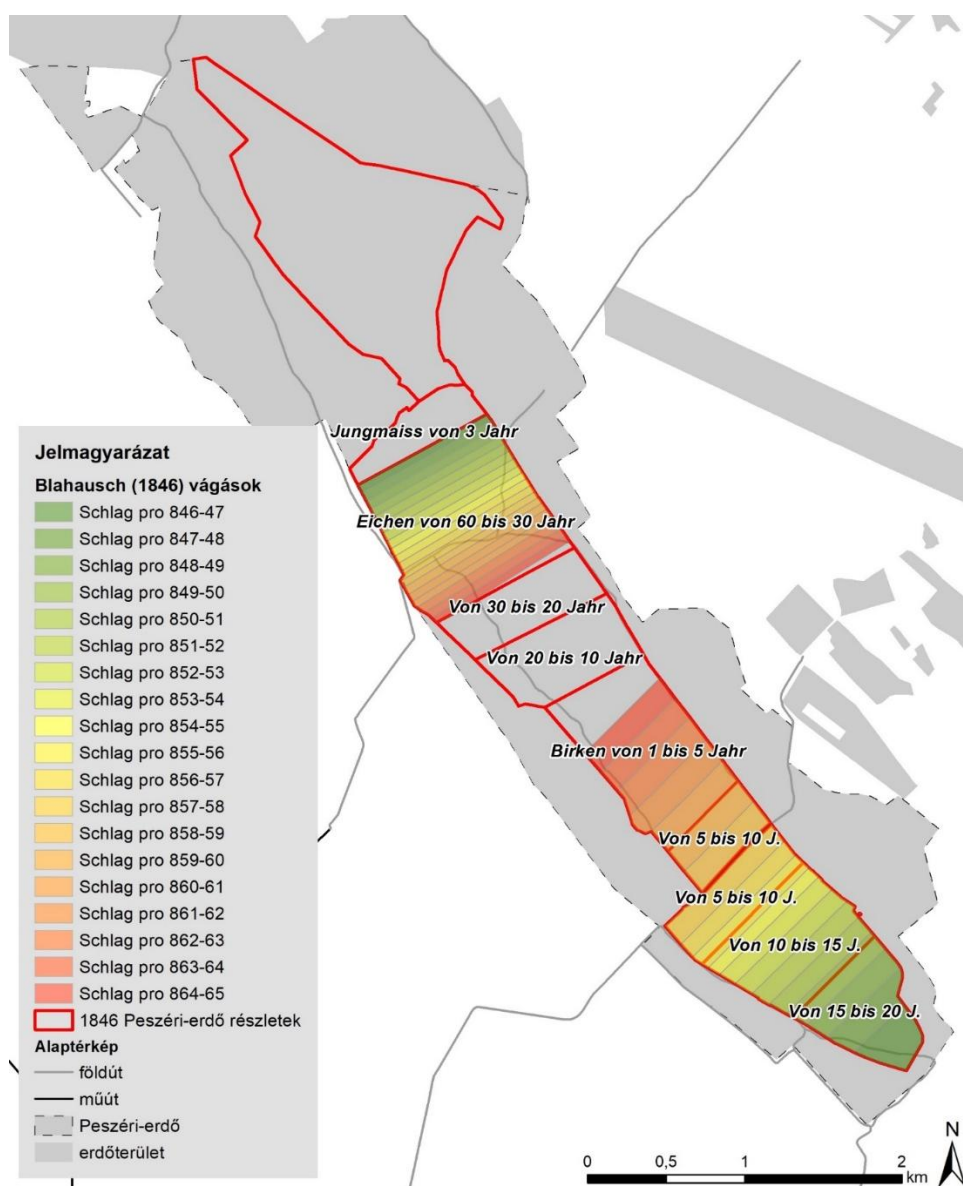 Jungmaiss von 3 Jahr
Eichen von 60 bis 30 Jahr
Von 30 bis 20 Jahr
Von 20 bis 10 Jahr
Birken von 1 bis 5 Jahr
Von 5 bis 10 J.
Von 5 bis 10 J.
Von 10 bis 15 J.
Von 15 bis 20 J.
Jelmagyarázat
Blahausch (1846) vágások
Schlag pro 846-47
Schlag pro 847-48
Schlag pro 848-49
Schlag pro 849-50
Schlag pro 850-51
Schlag pro 851-52
Schlag pro 852-53
Schlag pro 853-54
Schlag pro 854-55
Schlag pro 855-56
Schlag pro 856-57
Schlag pro 857-58
Schlag pro 858-59
Schlag pro 859-60
Schlag pro 860-61
Schlag pro 861-62
Schlag pro 862-63
Schlag pro 863-64
Schlag pro 864-65
1846 Peszéri-erdő részletek
Alaptérkép
földút
műút
Peszéri-erdő
erdőterület
0 0,5 1 2
km
N